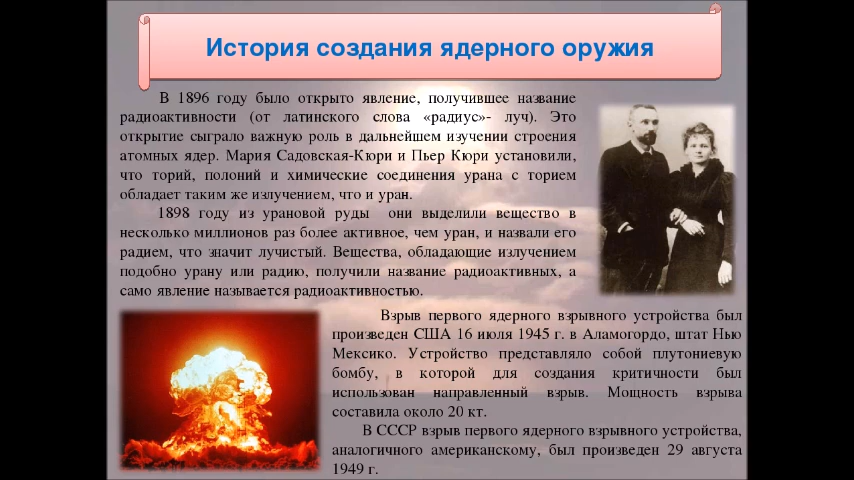 История создания ядерного оружия
В 1896 году было открыто явление, получившее название
радиоактивности (от латинского слова «радиус»- луч). Это
открытие сыграло важную роль в дальнейшем изучении строения
атомных ядер. Мария Садовская-Кюри и Пьер Кюри установили,
что торий, полоний и химические соединения урана с торием
обладает таким же излучением, что и уран.
1898 году из урановой руды они выделили вещество в
несколько миллионов раз более активное, чем уран, и назвали его
радием, что значит лучистый. Вещества, обладающие излучением
подобно урану или радию, получили название радиоактивных, а
само явление называется радиоактивностью.
Взрыв первого ядерного взрывного устройства был
произведен США 16 июля 1945 г. в Аламогордо, штат Нью
Мексико. Устройство представляло собой плутониевую
бомбу, в которой для создания критичности был
использован направленный взрыв. Мощность взрыва
составила около 20 кт.
В СССР взрыв первого ядерного взрывного устройства,
аналогичного американскому, был произведен 29 августа
1949 г.